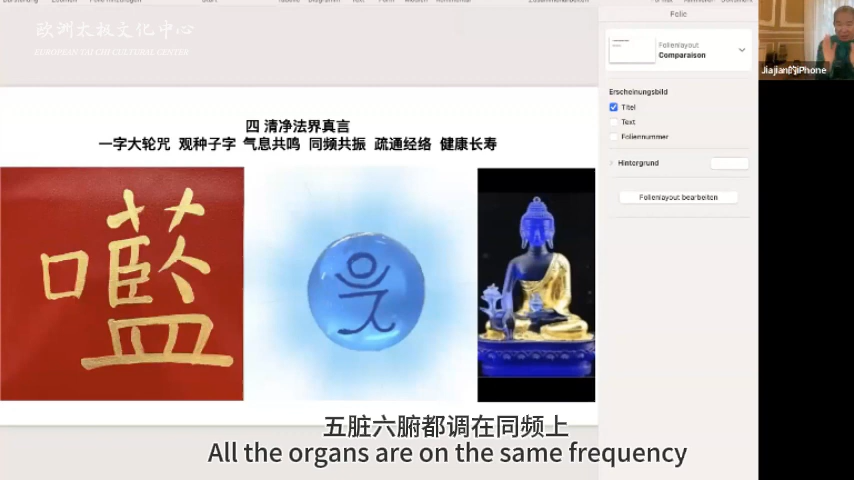 欧洲太极文化中心
EUROPEAN TAI CHI CULTURAL CENTER
四 清净法界真言
一字大轮咒 观种子字 气息共鸣 同频共振 疏通经络 健康长寿
囕
五脏六腑都调在同频上
All the organs are on the same frequency
Folie
Folienlayout
Comparaison
Erscheinungsbild
Titel
Text
Foliennummer
Hintergrund
Folienlayout bearbeiten
Jiajian的iPhone